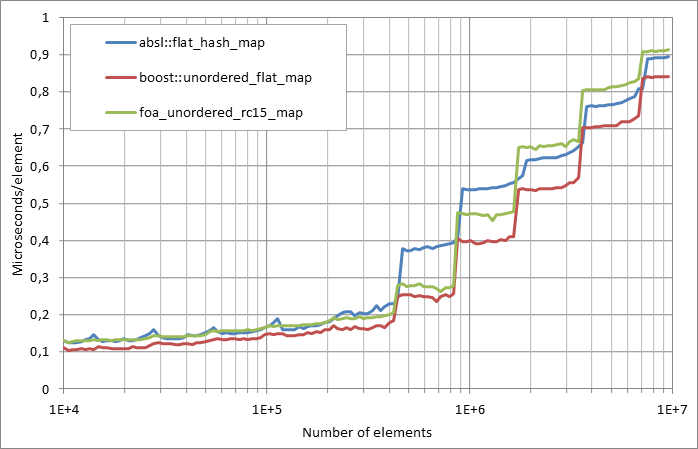 1
0,9
0,8
0,7
0,6
0,5
0,4
0,3
0,2
0,1
0
Microseconds/element
absl::flat_hash_map
boost::unordered_flat_map
foa_unordered_rc15_map
1E+4 1E+5 1E+6 1E+7
Number of elements